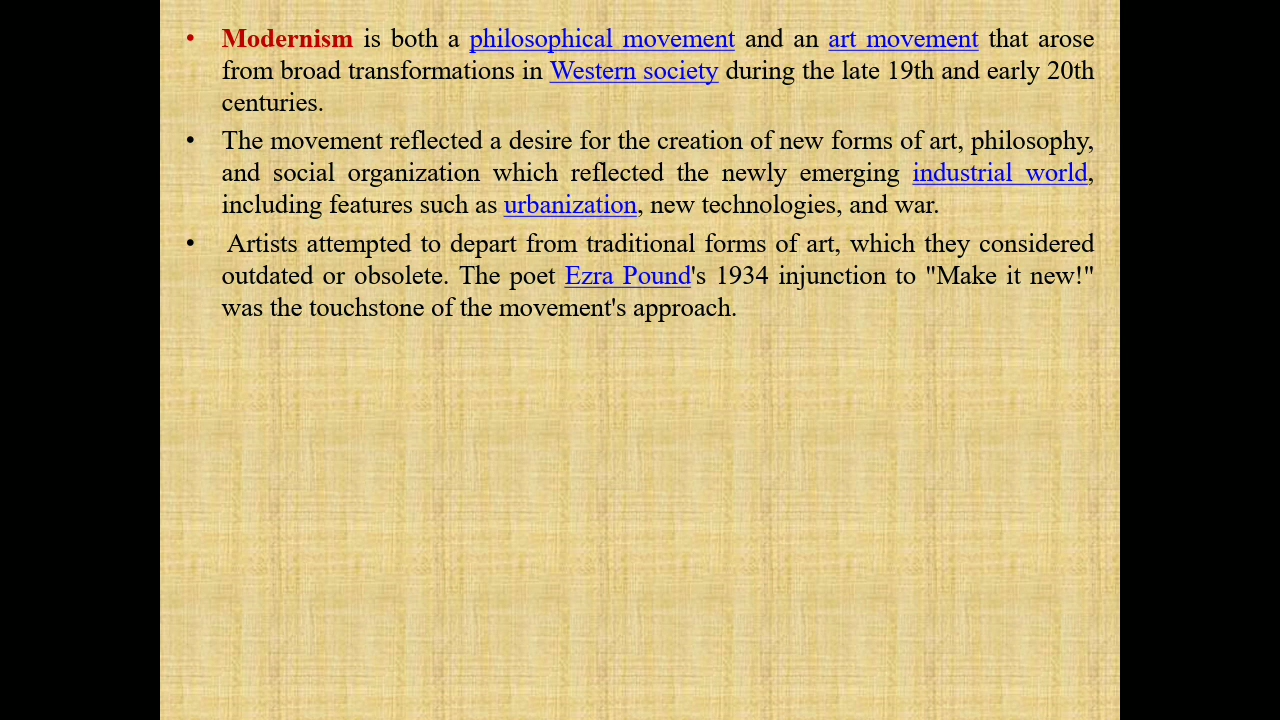 • Modernism is both a philosophical movement and an art movement that arose
from broad transformations in Western society during the late 19th and early 20th
centuries.
• The movement reflected a desire for the creation of new forms of art, philosophy,
and social organization which reflected the newly emerging industrial world,
including features such as urbanization, new technologies, and war.
• Artists attempted to depart from traditional forms of art, which they considered
outdated or obsolete. The poet Ezra Pound's 1934 injunction to "Make it new!"
was the touchstone of the movement's approach.